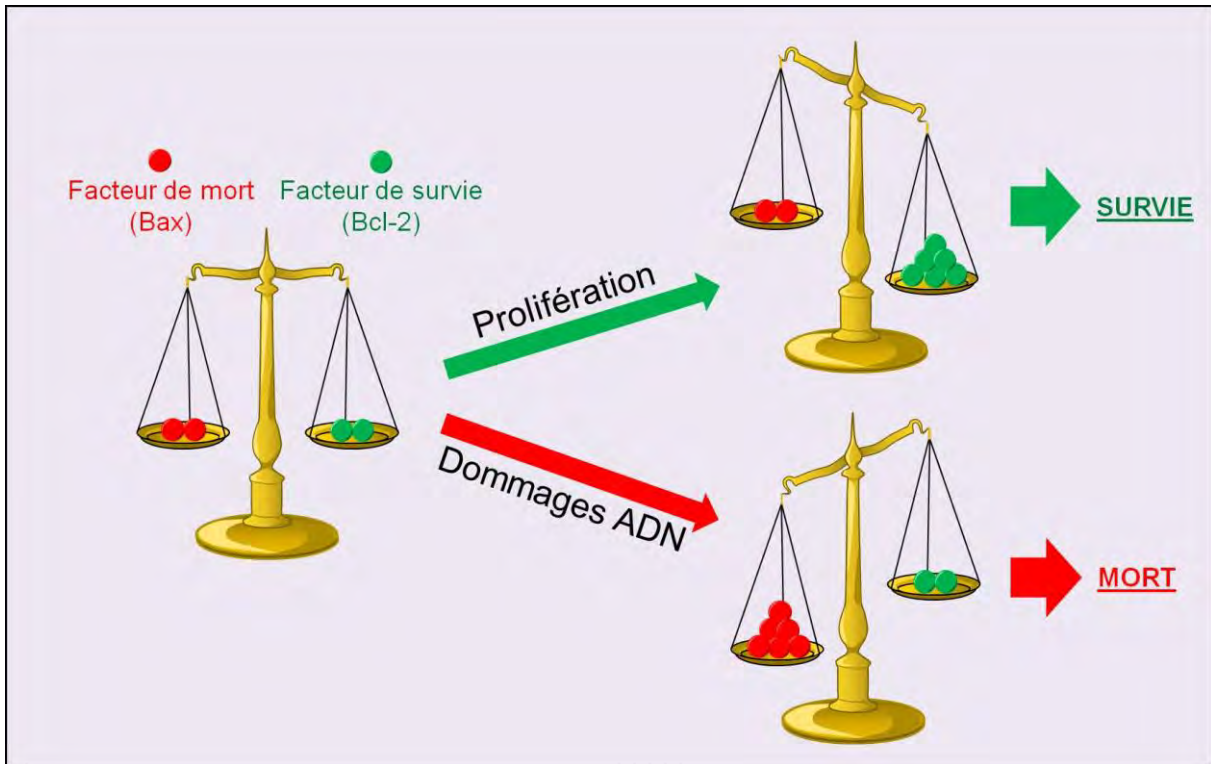 Facteur de mort
(Bax)
Facteur de survie
(Bcl-2)
Prolifération
SURVIE
Dommages ADN
MORT